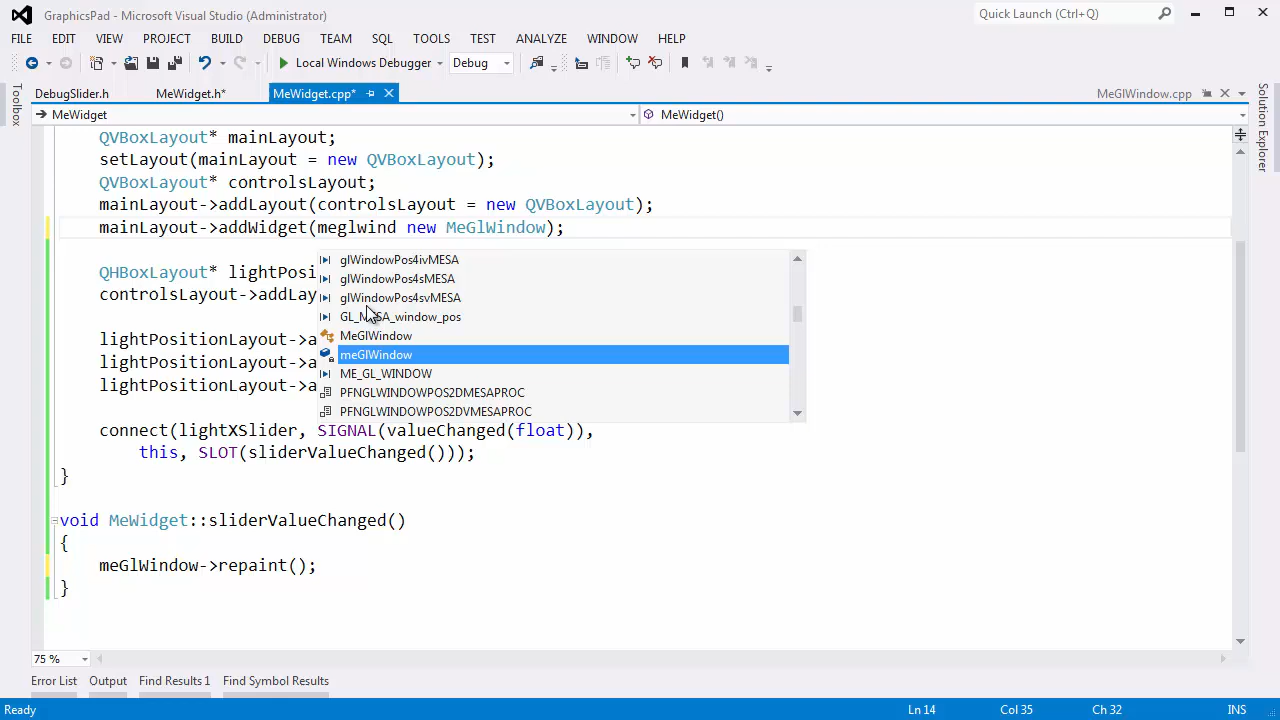 GraphicsPad - Microsoft Visual Studio (Administrator)
Quick Launch (Ctrl+Q)
FILE EDIT VIEW PROJECT BUILD DEBUG TEAM SQL TOOLS TEST ANALYZE WINDOW HELP
Local Windows Debugger Debug
Toolbox
DebugSlider.h MeWidget.h* MeWidget.cpp* MeGlWindow.cpp
Solution Explorer
MeWidget MeWidget()
QVBoxLayout* mainLayout;
setLayout(mainLayout = new QVBoxLayout);
QVBoxLayout* controlsLayout;
mainLayout->addLayout(controlsLayout = new QVBoxLayout);
mainLayout->addWidget(meglwind new MeGlWindow);
glWindowPos4ivMESA
QHBoxLayout* lightPosi
glWindowPos4sMESA
controlsLayout->addLay
glWindowPos4svMESA
GL_MESA_window_pos
lightPositionLayout->a
MeGlWindow
lightPositionLayout->a
meGlWindow
ME_GL_WINDOW
lightPositionLayout->a
PFNGLWINDOWPOS2DMESAPROC
PFNGLWINDOWPOS2DVMESAPROC
connect(lightXSlider, SIGNAL(valueChanged(float)),
this, SLOT(sliderValueChanged()));
}
void MeWidget::sliderValueChanged()
{
meGlWindow->repaint();
}
75 %
Error List Output Find Results 1 Find Symbol Results
Ready Ln 14 Col 35 Ch 32 INS